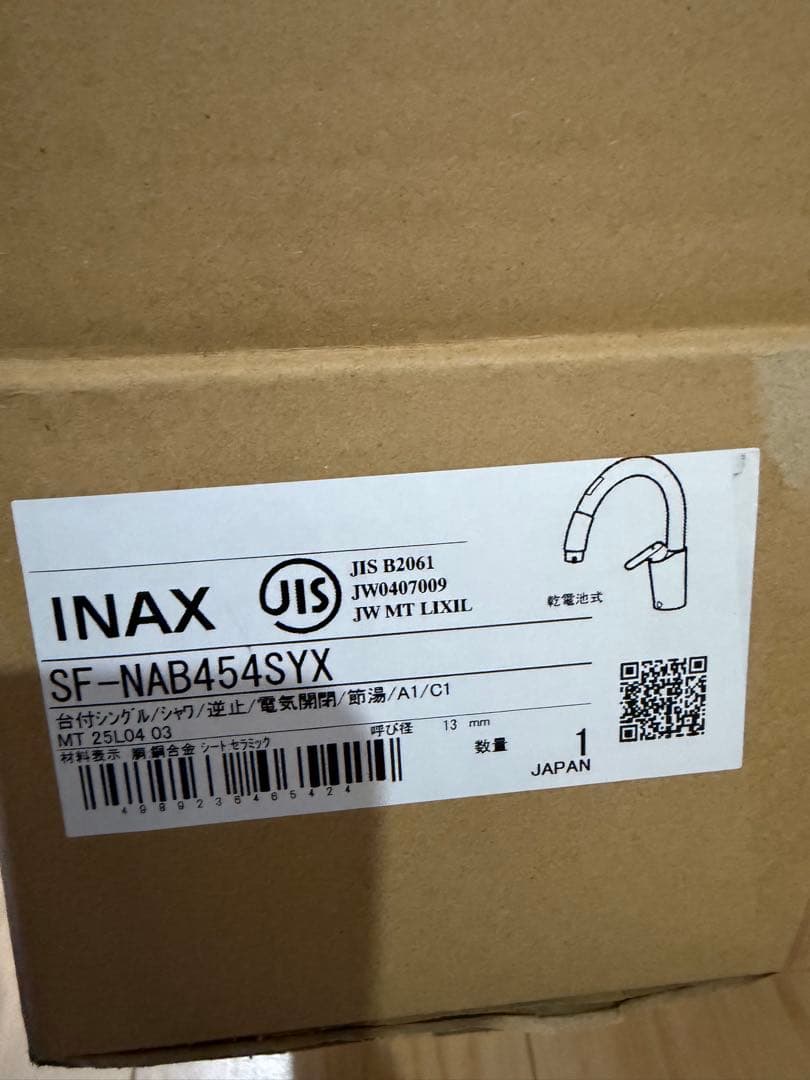 INAX
JIS
JIS B2061
JW0407009
JW MT LIXIL
乾電池式
SF-NAB454SYX
台付シングル/シャワ/逆止/電気開閉/節湯/A1/C1
MT 25L04 03
呼び径 13 mm
材料表示 胴:銅合金 シートセラミック
数量 1
JAPAN
4989236465424